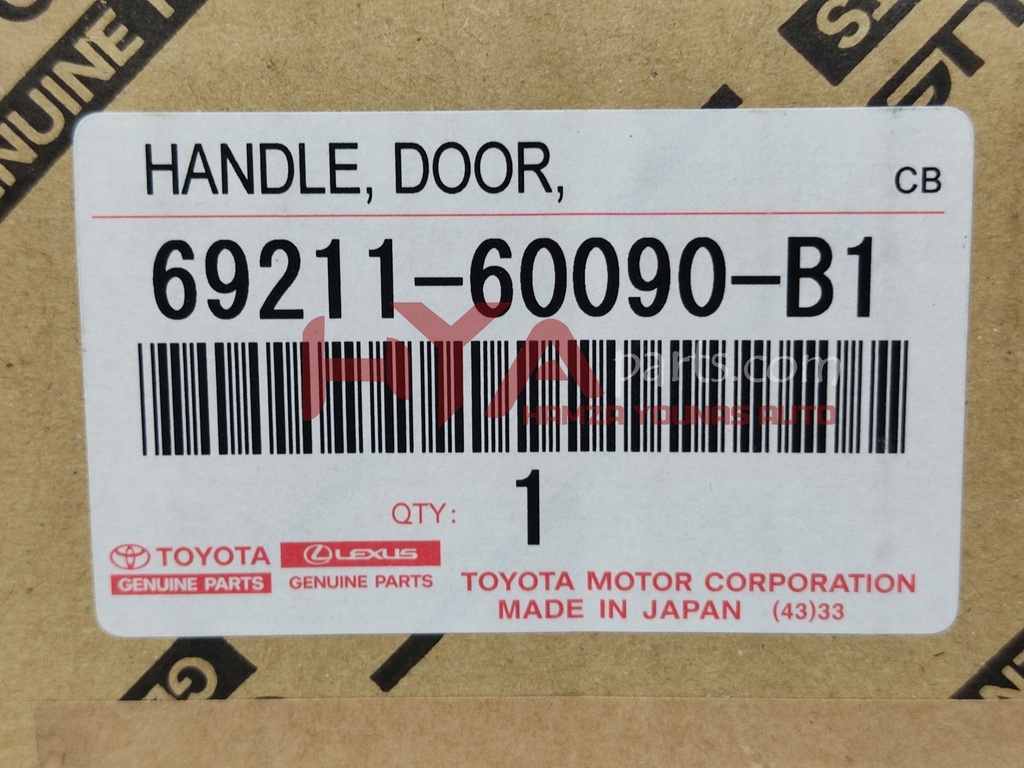 NUINE
HANDLE, DOOR,
CB
69211-60090-B1
HYA parts.com
HAMZA YOUNAS AUTO
QTY: 1
TOYOTA
GENUINE PARTS
LEXUS
GENUINE PARTS
TOYOTA MOTOR CORPORATION
MADE IN JAPAN (43)33